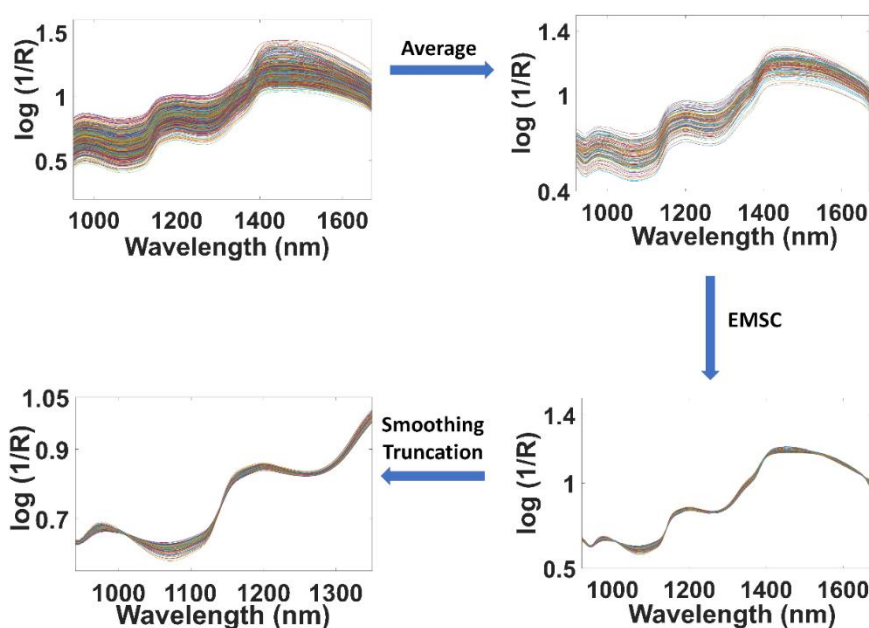 1.5
1
0.5
log (1/R)
1000 1200 1400 1600
Wavelength (nm)
Average
1.4
1
0.4
log (1/R)
1000 1200 1400 1600
Wavelength (nm)
EMSC
1.05
0.9
0.7
log (1/R)
1000 1100 1200 1300
Wavelength (nm)
Smoothing
Truncation
1.4
1
0.5
log (1/R)
1000 1200 1400 1600
Wavelength (nm)